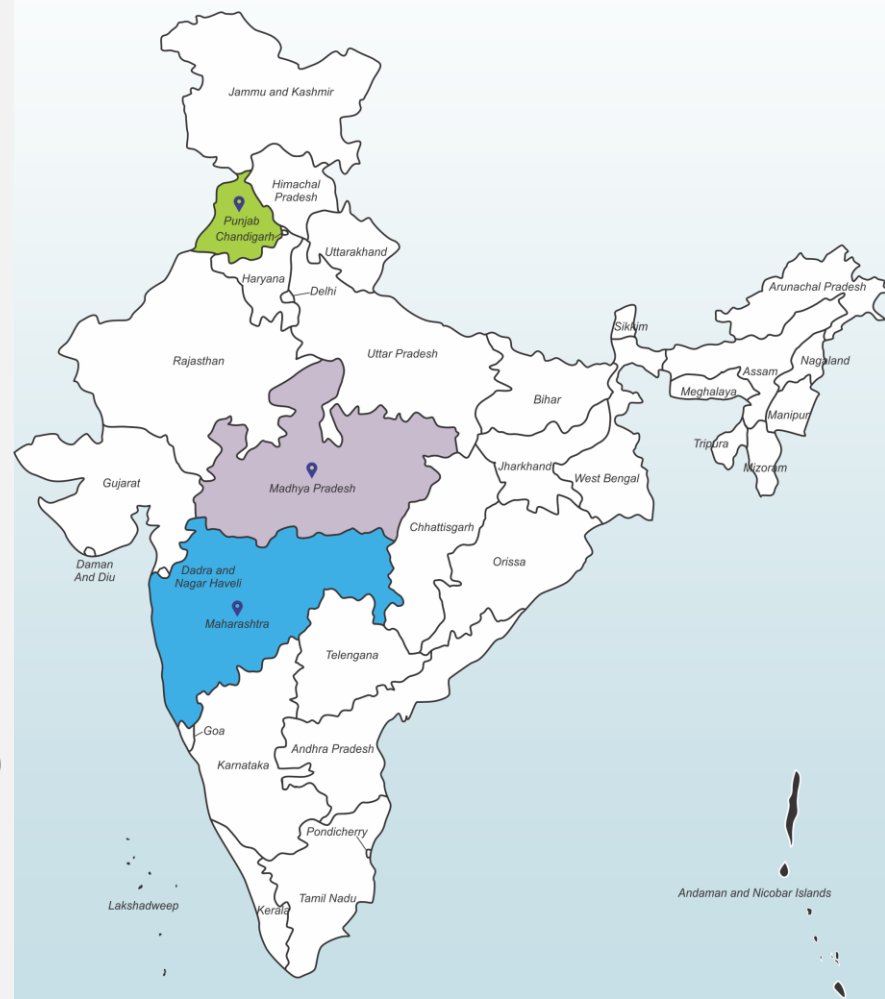 Jammu and Kashmir
Himachal
Pradesh
Punjab
Chandigarh
Uttarakhand
Haryana
Delhi
Arunachal Pradesh
Sikkim
Rajasthan
Uttar Pradesh
Nagaland
Assam
Meghalaya
Bihar
Manipur
Tripura
Mizoram
Jharkhand
West Bengal
Gujarat
Madhya Pradesh
Chhattisgarh
Orissa
Daman
And Diu
Dadra and
Nagar Haveli
Maharashtra
Telengana
Goa
Andhra Pradesh
Karnataka
Pondicherry
Andaman and Nicobar Islands
Tamil Nadu
Lakshadweep
Kerala